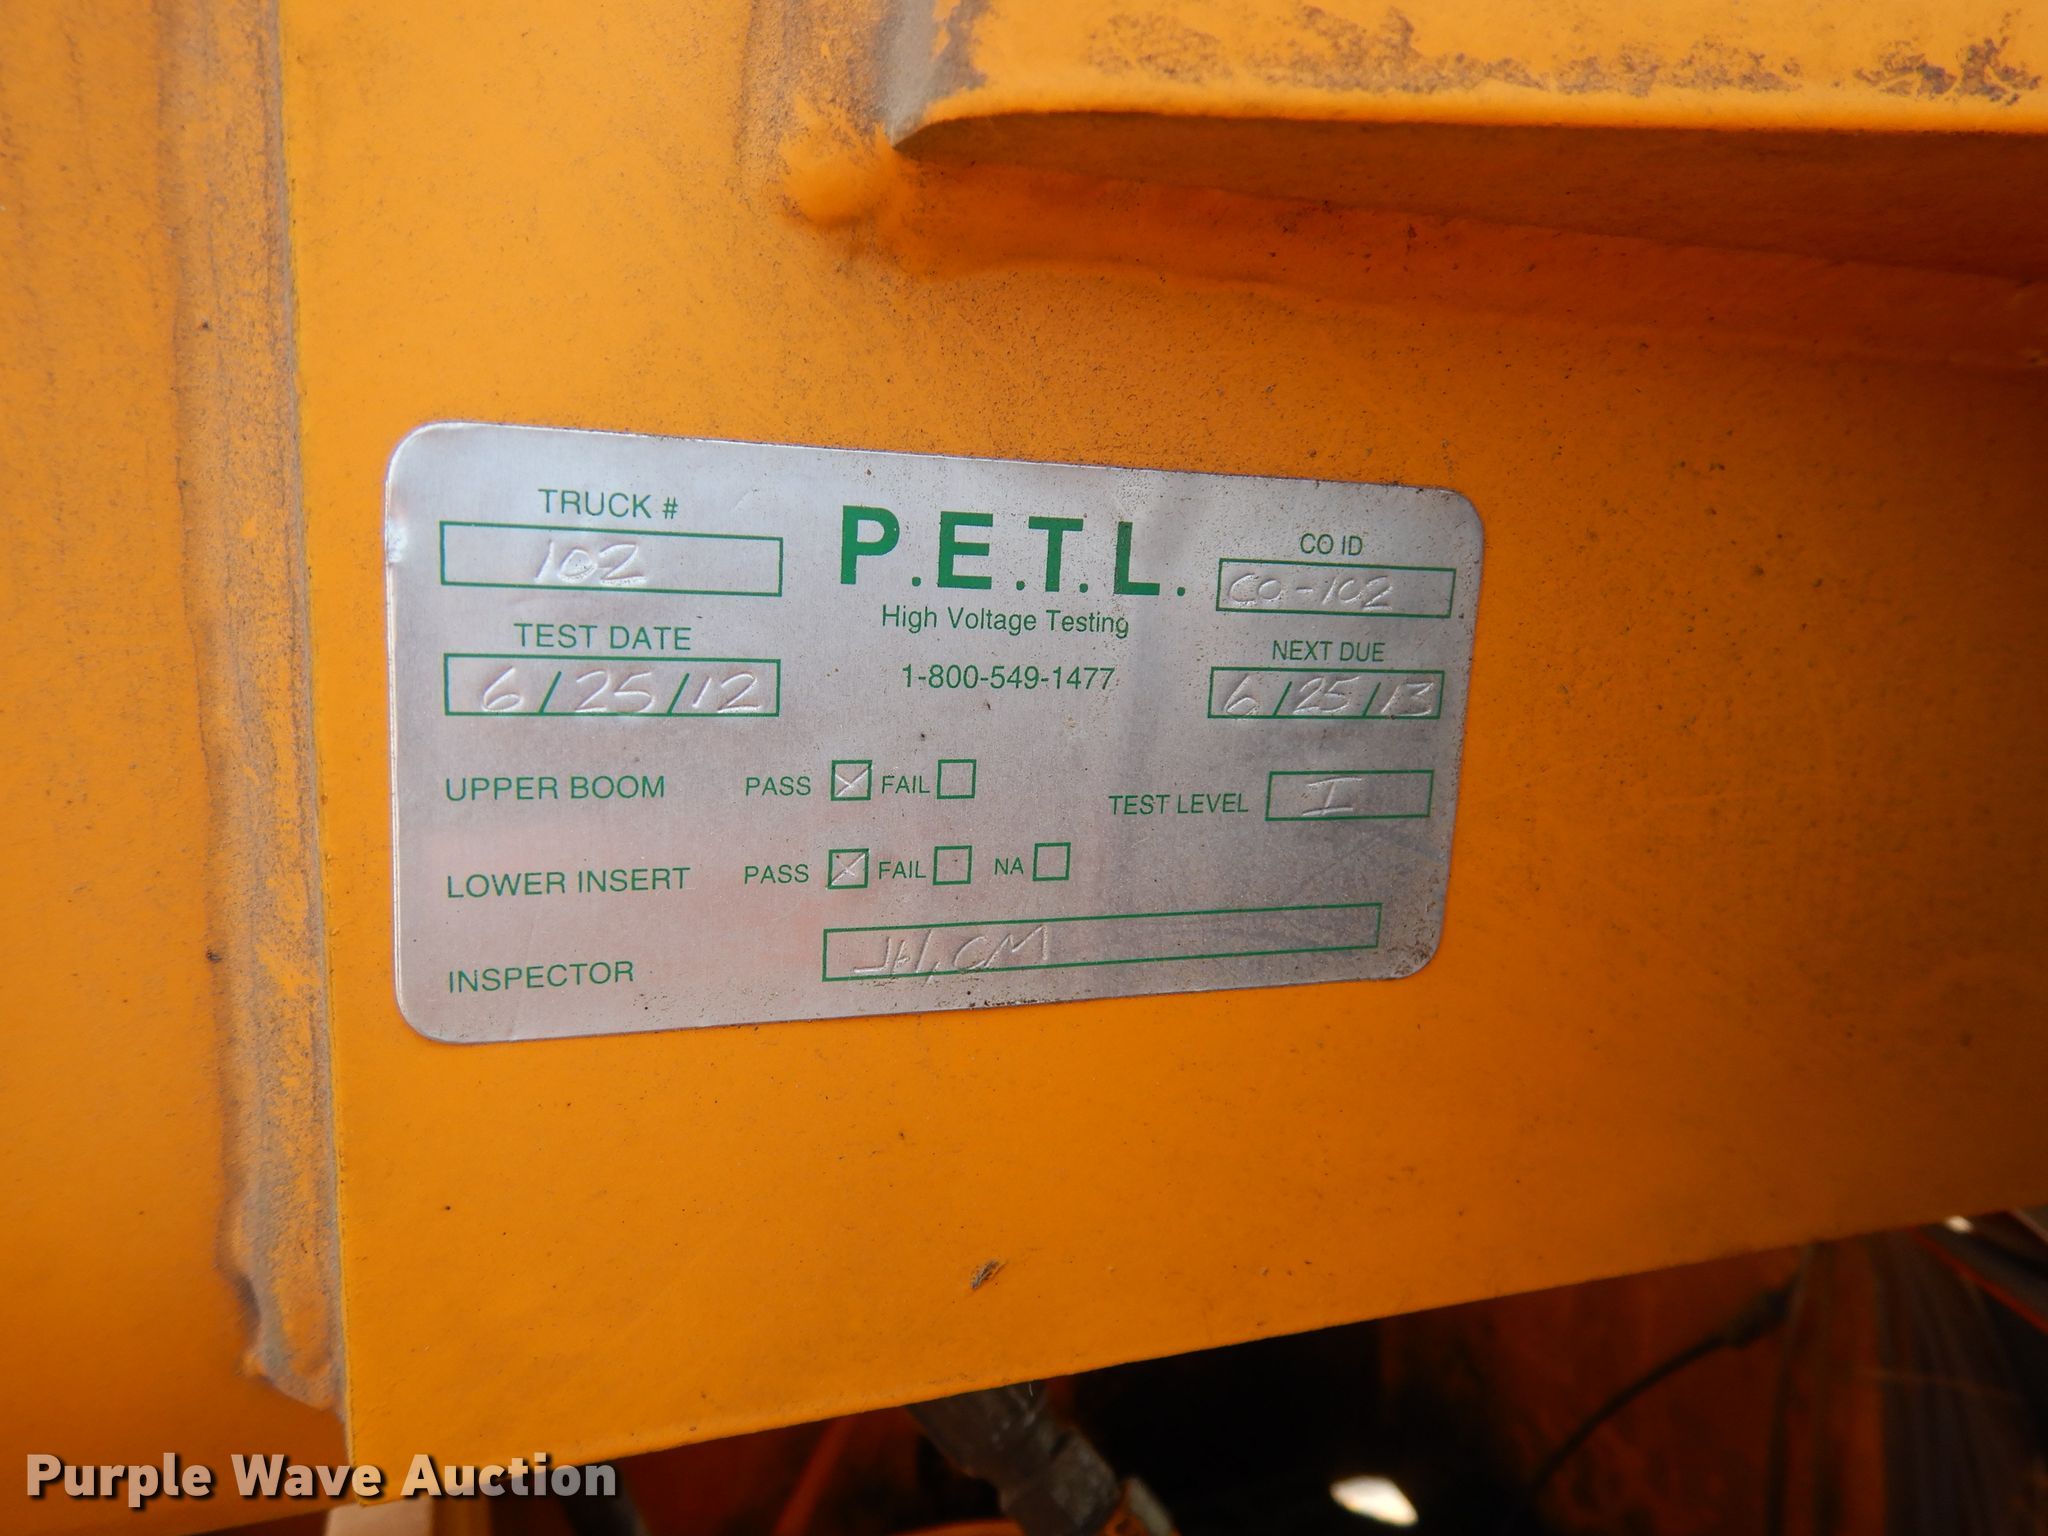 TRUCK #
102
P.E.T.L.
CO ID
CO-102
High Voltage Testing
TEST DATE
6/25/12
1-800-549-1477
NEXT DUE
6/25/13
UPPER BOOM PASS FAIL
TEST LEVEL I
LOWER INSERT PASS FAIL NA
INSPECTOR CM
Purple Wave Auction